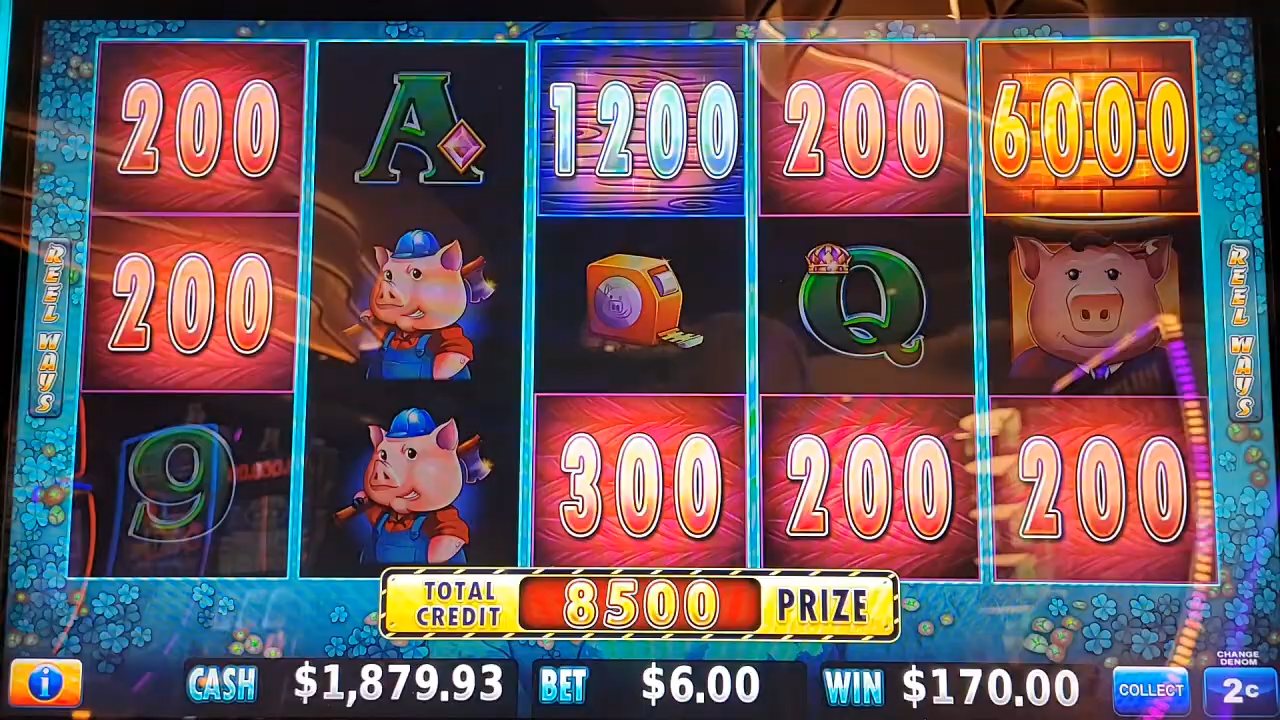 200 A 1200 200 6000
200 Q
REEL WAYS
REEL WAYS
9 300 200 200
TOTAL CREDIT 8500 PRIZE
CHANGE DENOM
i CASH $1,879.93 BET $6.00 WIN $170.00 COLLECT 2¢